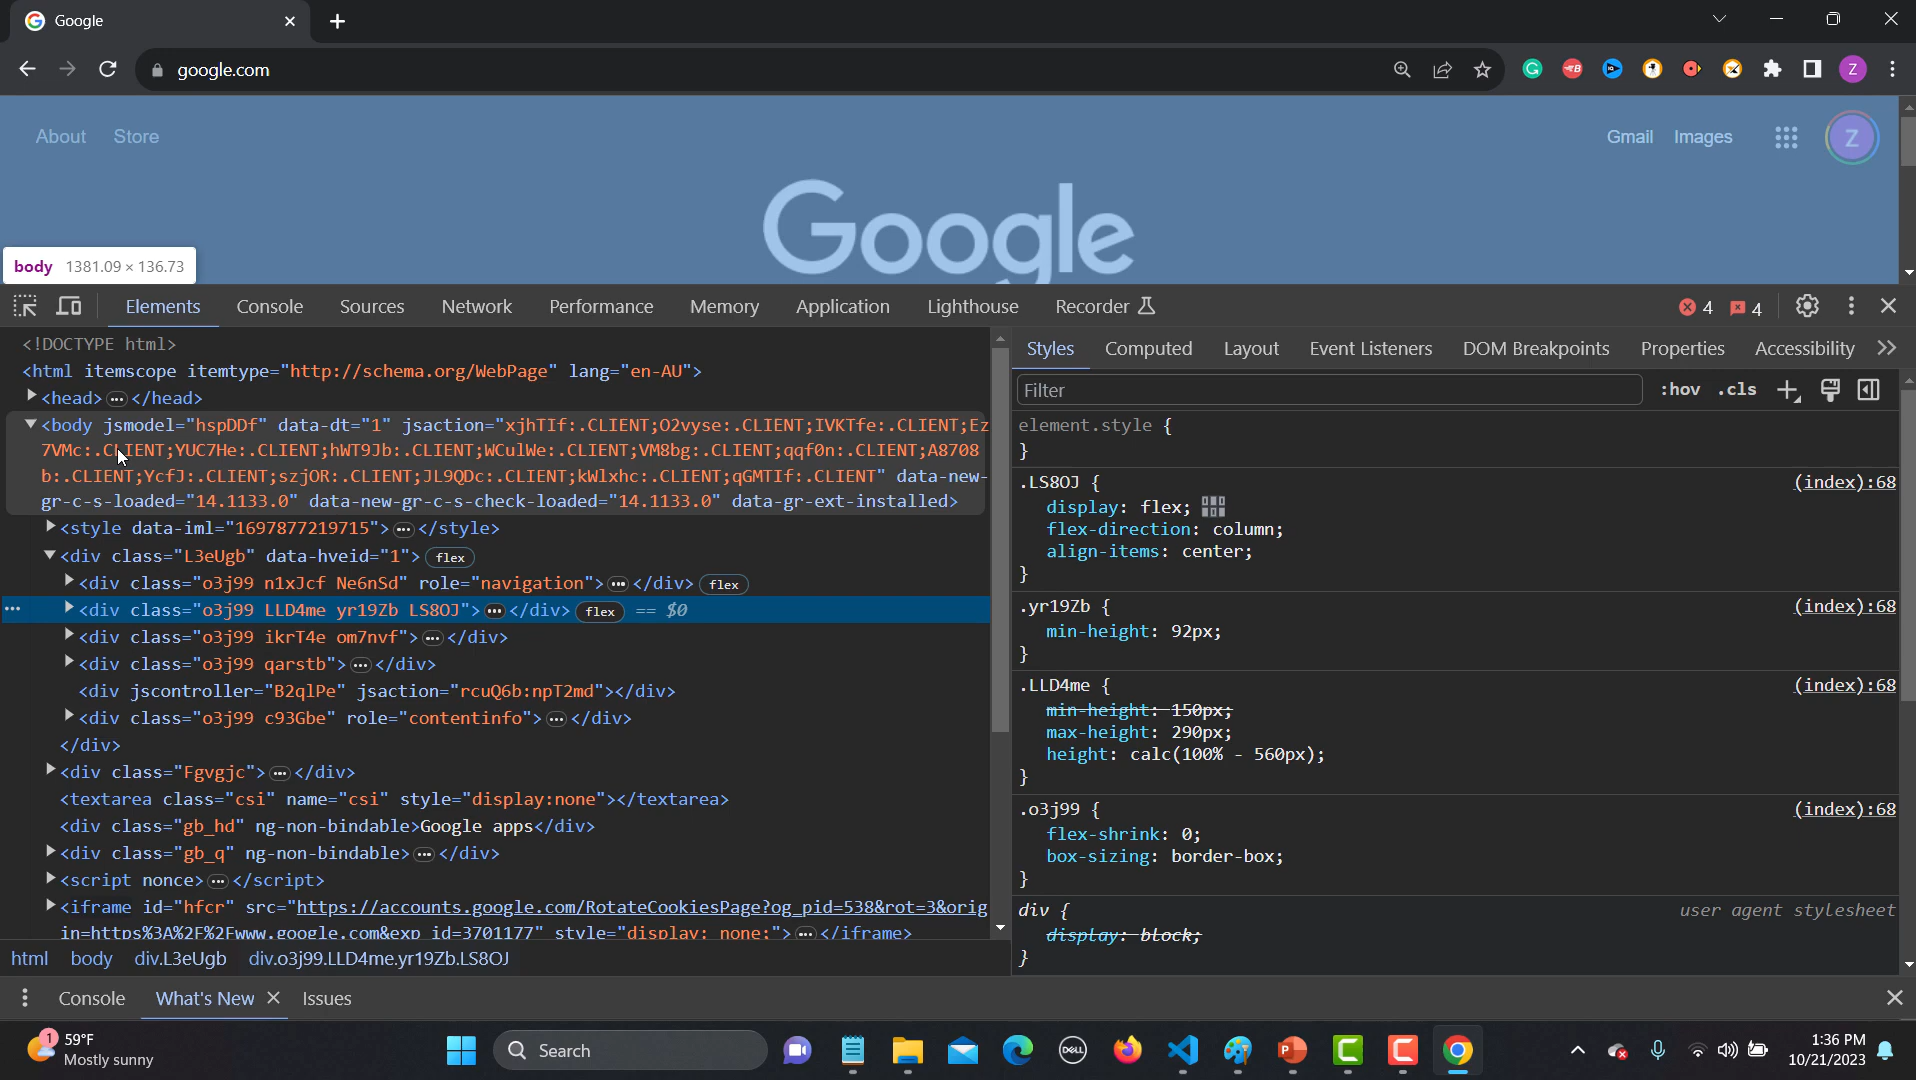 Google
google.com
Z
About
Store
Gmail
Images
Z
Google
body 1381.09 × 136.73
Elements
Console
Sources
Network
Performance
Memory
Application
Lighthouse
Recorder
4
4
<!DOCTYPE html>
<html itemscope itemtype="http://schema.org/WebPage" lang="en-AU">
<head>…</head>
<body jsmodel="hspDDf" data-dt="1" jsaction="xjhTIf:.CLIENT;O2vyse:.CLIENT;IVKTfe:.CLIENT;Ez
7VMc:.CLIENT;YUC7He:.CLIENT;hWT9Jb:.CLIENT;WCulWe:.CLIENT;VM8bg:.CLIENT;qqf0n:.CLIENT;A8708
b:.CLIENT;YcfJ:.CLIENT;szjOR:.CLIENT;JL9QDc:.CLIENT;kWlxhc:.CLIENT;qGMTIf:.CLIENT" data-new-
gr-c-s-loaded="14.1133.0" data-new-gr-c-s-check-loaded="14.1133.0" data-gr-ext-installed>
<style data-iml="1697877219715">…</style>
<div class="L3eUgb" data-hveid="1"> flex
<div class="o3j99 n1xJcf Ne6nSd" role="navigation">…</div> flex
<div class="o3j99 LLD4me yr19Zb LS8OJ">…</div> flex == $0
<div class="o3j99 ikrT4e om7nvf">…</div>
<div class="o3j99 qarstb">…</div>
<div jscontroller="B2qlPe" jsaction="rcuQ6b:npT2md"></div>
<div class="o3j99 c93Gbe" role="contentinfo">…</div>
</div>
<div class="Fgvgjc">…</div>
<textarea class="csi" name="csi" style="display:none"></textarea>
<div class="gb_hd" ng-non-bindable>Google apps</div>
<div class="gb_q" ng-non-bindable>…</div>
<script nonce>…</script>
<iframe id="hfcr" src="https://accounts.google.com/RotateCookiesPage?og_pid=538&rot=3&orig
in=https%3A%2F%2Fwww.google.com&exp_id=3701177" style="display: none;">…</iframe>
html
body
div.L3eUgb
div.o3j99.LLD4me.yr19Zb.LS8OJ
Styles
Computed
Layout
Event Listeners
DOM Breakpoints
Properties
Accessibility
Filter
:hov
.cls
element.style {
}
.LS8OJ { (index):68
display: flex;
flex-direction: column;
align-items: center;
}
.yr19Zb { (index):68
min-height: 92px;
}
.LLD4me { (index):68
min-height: 150px;
max-height: 290px;
height: calc(100% - 560px);
}
.o3j99 { (index):68
flex-shrink: 0;
box-sizing: border-box;
}
div { user agent stylesheet
display: block;
}
Console
What's New
Issues
1
59°F
Mostly sunny
Search
DELL
1:36 PM
10/21/2023